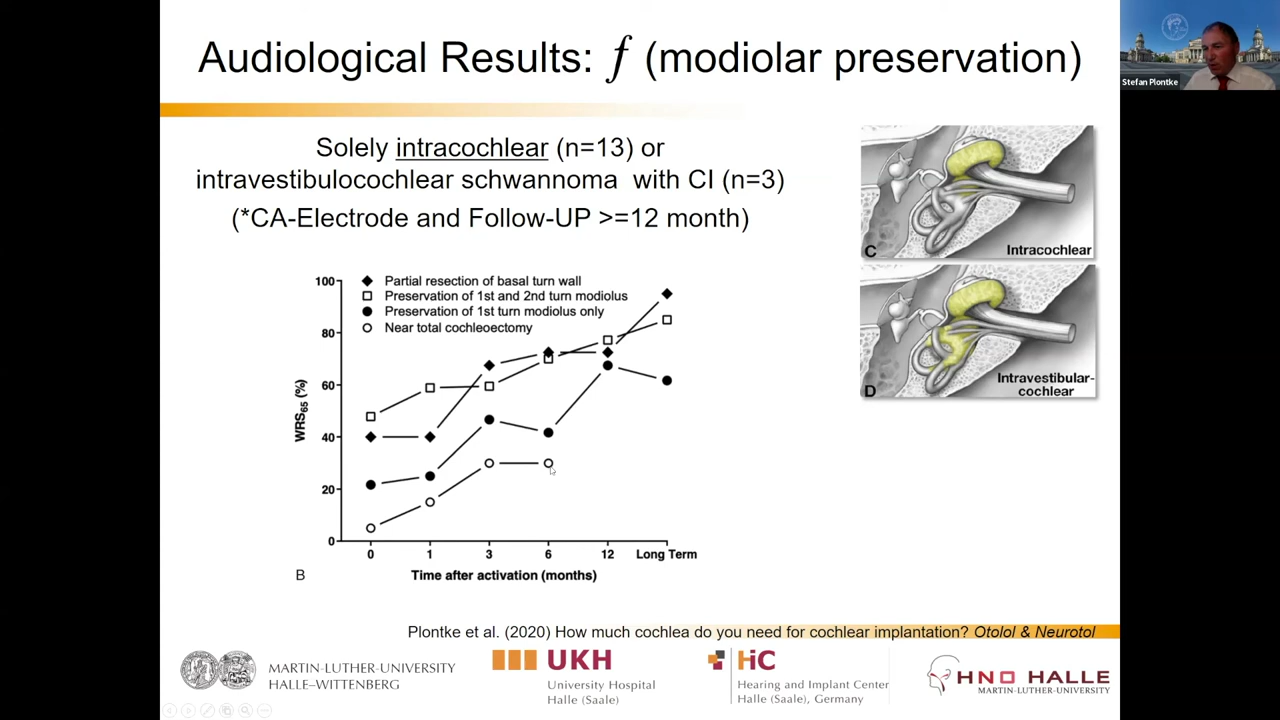 Audiological Results: f (modiolar preservation)
Stefan Plontke
Solely intracochlear (n=13) or
intravestibulocochlear schwannoma with CI (n=3)
(*CA-Electrode and Follow-UP >=12 month)
C
Intracochlear
D
Intravestibular-
cochlear
Partial resection of basal turn wall
Preservation of 1st and 2nd turn modiolus
Preservation of 1st turn modiolus only
Near total cochleoectomy
WRS65 (%)
100
80
60
40
20
0
0 1 3 6 12 Long Term
B
Time after activation (months)
Plontke et al. (2020) How much cochlea do you need for cochlear implantation? Otolol & Neurotol
MARTIN-LUTHER-UNIVERSITY
HALLE–WITTENBERG
UKH
University Hospital
Halle (Saale)
HiC
Hearing and Implant Center
Halle (Saale), Germany
HNO HALLE
MARTIN-LUTHER-UNIVERSITY